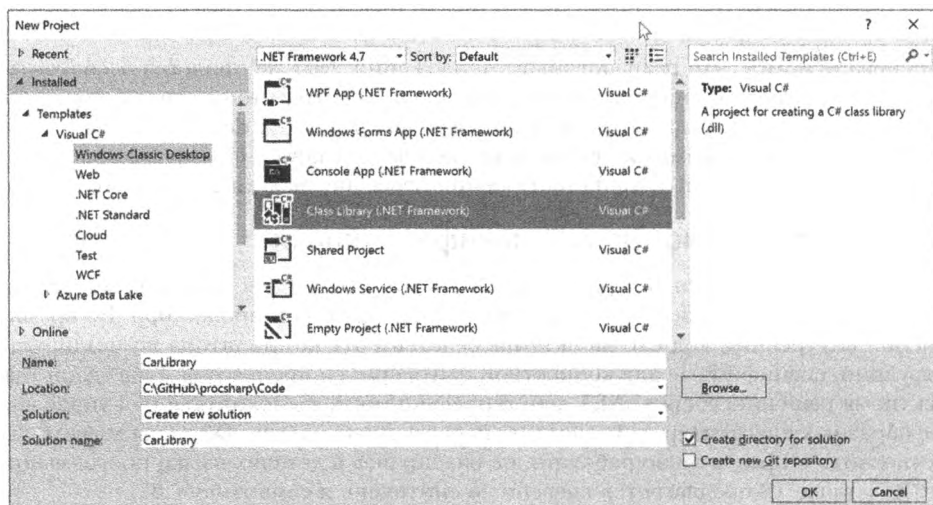 New Project
? ×
Recent
.NET Framework 4.7 Sort by: Default
Search Installed Templates (Ctrl+E)
Installed
Templates
Visual C#
Windows Classic Desktop
Web
.NET Core
.NET Standard
Cloud
Test
WCF
Azure Data Lake
Online
WPF App (.NET Framework) Visual C#
Windows Forms App (.NET Framework) Visual C#
Console App (.NET Framework) Visual C#
Class Library (.NET Framework) Visual C#
Shared Project Visual C#
Windows Service (.NET Framework) Visual C#
Empty Project (.NET Framework) Visual C#
Type: Visual C#
A project for creating a C# class library
(.dll)
Name: CarLibrary
Location: C:\GitHub\procsharp\Code
Browse...
Solution: Create new solution
Solution name: CarLibrary
Create directory for solution
Create new Git repository
OK Cancel